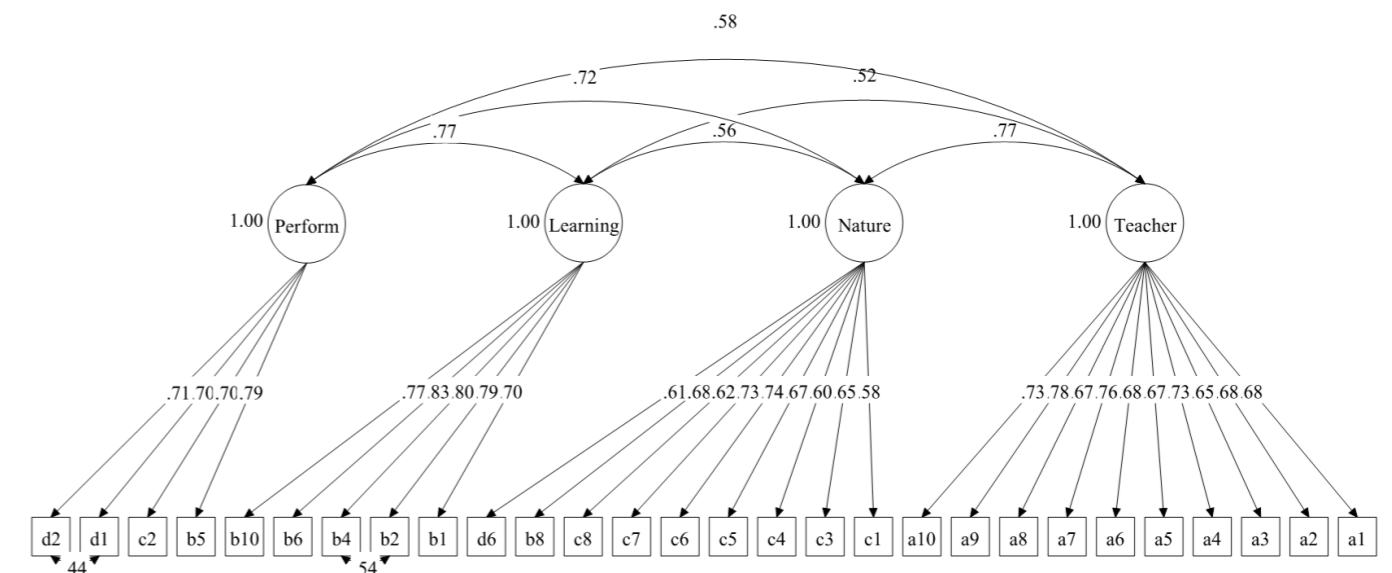 .58
.72 .52
.77 .56 .77
1.00 Perform 1.00 Learning 1.00 Nature 1.00 Teacher
.71 .70 .70 .79 .77 .83 .80 .79 .70 .61 .68 .62 .73 .74 .67 .60 .65 .58 .73 .78 .67 .76 .68 .67 .73 .65 .68 .68
d2 d1 c2 b5 b10 b6 b4 b2 b1 d6 b8 c8 c7 c6 c5 c4 c3 c1 a10 a9 a8 a7 a6 a5 a4 a3 a2 a1
44 54